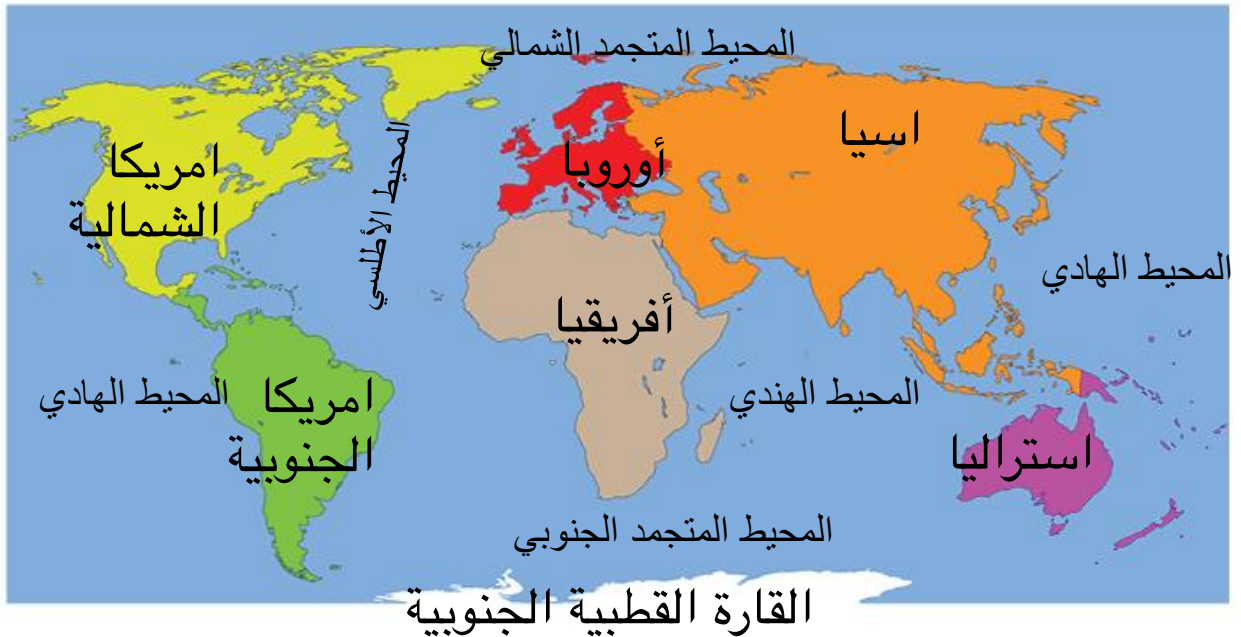 المحيط المتجمد الشمالي
اسيا
أوروبا
امريكا
الشمالية
المحيط الأطلسي
المحيط الهادي
أفريقيا
المحيط الهندي
امريكا
الجنوبية
المحيط الهادي
استراليا
المحيط المتجمد الجنوبي
القارة القطبية الجنوبية